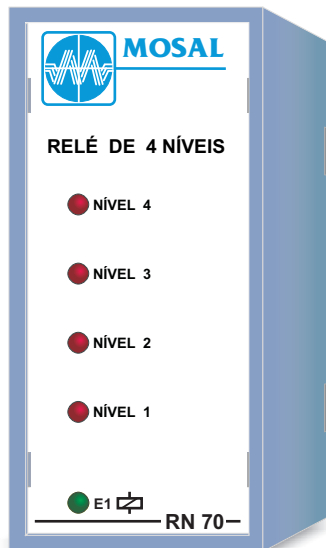 MOSAL
RELÉ DE 4 NÍVEIS
NÍVEL 4
NÍVEL 3
NÍVEL 2
NÍVEL 1
E1
RN 70